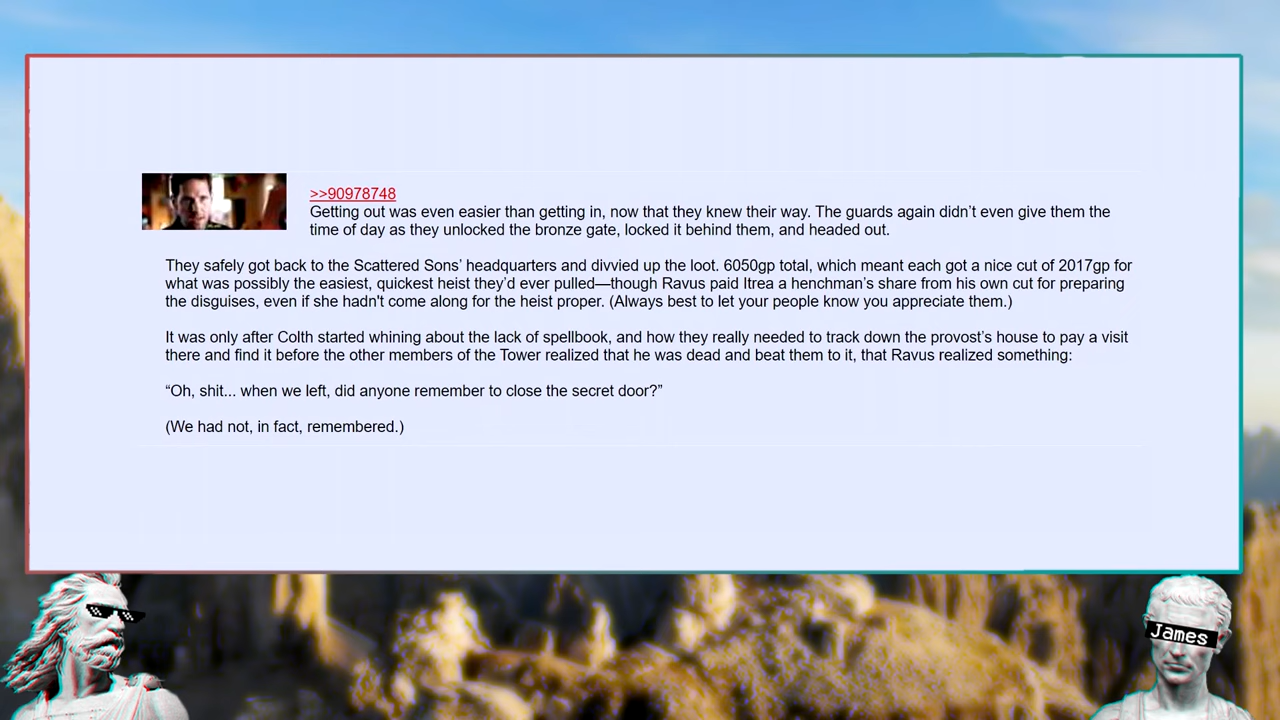 >>90978748
Getting out was even easier than getting in, now that they knew their way. The guards again didn’t even give them the
time of day as they unlocked the bronze gate, locked it behind them, and headed out.
They safely got back to the Scattered Sons’ headquarters and divvied up the loot. 6050gp total, which meant each got a nice cut of 2017gp for
what was possibly the easiest, quickest heist they’d ever pulled—though Ravus paid Itrea a henchman’s share from his own cut for preparing
the disguises, even if she hadn't come along for the heist proper. (Always best to let your people know you appreciate them.)
It was only after Colth started whining about the lack of spellbook, and how they really needed to track down the provost’s house to pay a visit
there and find it before the other members of the Tower realized that he was dead and beat them to it, that Ravus realized something:
“Oh, shit... when we left, did anyone remember to close the secret door?”
(We had not, in fact, remembered.)
James